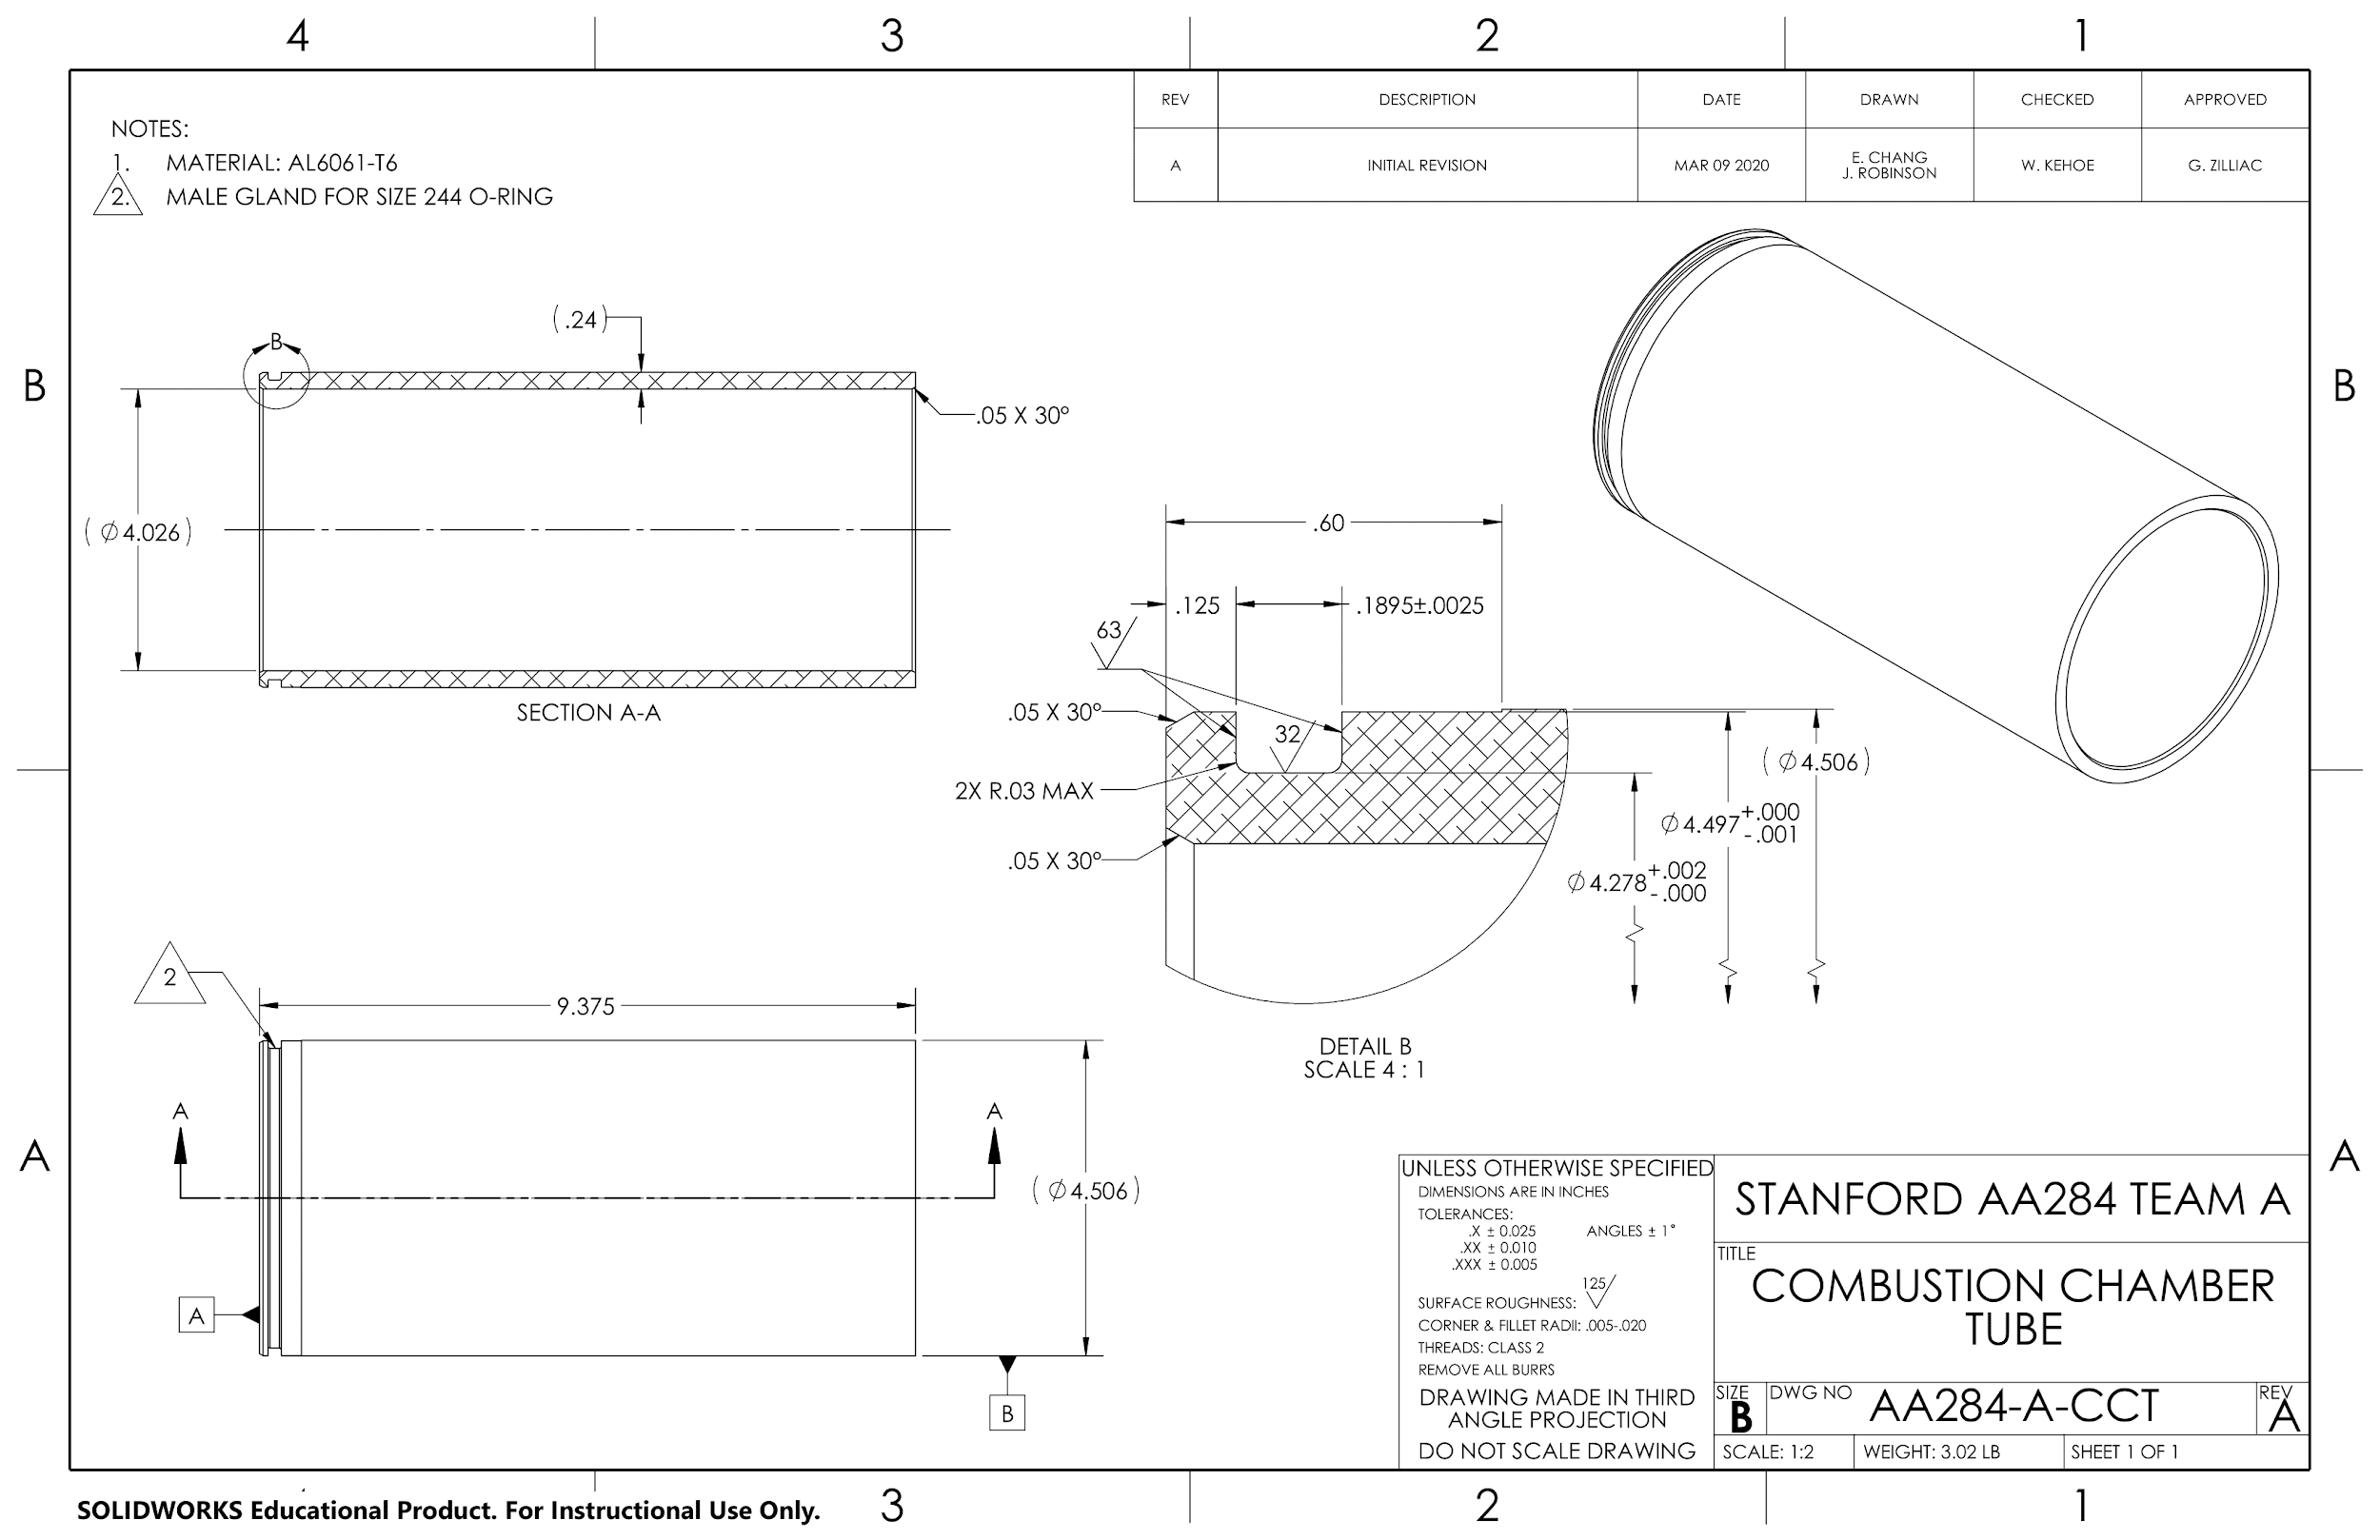 4 3 2 1
REV DESCRIPTION DATE DRAWN CHECKED APPROVED
A INITIAL REVISION MAR 09 2020 E. CHANG J. ROBINSON W. KEHOE G. ZILLIAC
NOTES:
1. MATERIAL: AL6061-T6
2. MALE GLAND FOR SIZE 244 O-RING
B
B
B
(.24)
.05 X 30°
(∅4.026)
SECTION A-A
.60
.125
.1895±.0025
63
.05 X 30°
32
2X R.03 MAX
.05 X 30°
(∅4.506)
∅4.497 +.000 -.001
∅4.278 +.002 -.000
DETAIL B
SCALE 4 : 1
2
9.375
A
A
(∅4.506)
A
B
A
A
UNLESS OTHERWISE SPECIFIED
DIMENSIONS ARE IN INCHES
TOLERANCES:
.X ± 0.025 ANGLES ± 1°
.XX ± 0.010
.XXX ± 0.005
125
SURFACE ROUGHNESS:
CORNER & FILLET RADII: .005-.020
THREADS: CLASS 2
REMOVE ALL BURRS
DRAWING MADE IN THIRD
ANGLE PROJECTION
DO NOT SCALE DRAWING
STANFORD AA284 TEAM A
TITLE
COMBUSTION CHAMBER
TUBE
SIZE B DWG NO AA284-A-CCT REV A
SCALE: 1:2 WEIGHT: 3.02 LB SHEET 1 OF 1
SOLIDWORKS Educational Product. For Instructional Use Only.
3 2 1